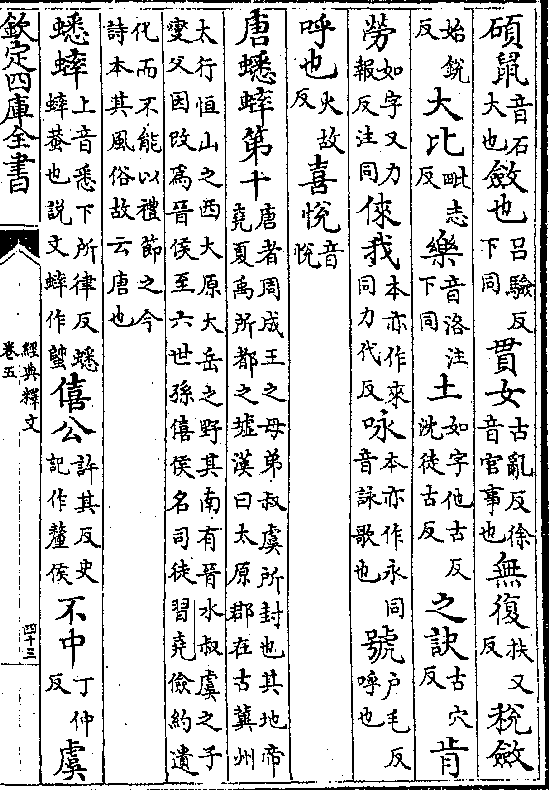 碩鼠音石大也斂也呂驗反下同貫女古亂反徐音官事也無復扶又反稅斂
始銳反大比毗志反樂音洛注下同土如字他古反沈徒古反之訣古穴反肯
勞如字又力報反注同倈我本亦作來同力代反咏本亦作永同音詠歌也號戶毛反呼也
呼也火故反喜悅音悅
唐蟋蟀第十唐者周成王之母弟叔虞所封也其地帝堯夏禹所都之墟漢曰太原郡在古冀州
太行恒山之西大原大岳之野其南有晉水叔虞之子燮父因改爲晉侯至六世孫僖侯名司徒習堯儉約遺
化而不能以禮節之今詩本其風俗故云唐也
蟋蟀上音悉下所律反蟋蟀蛬也說文蟀作𧍓僖公許其反史記作釐侯不中丁仲反虞
欽定四庫全書
經典釋文
卷五
四十三